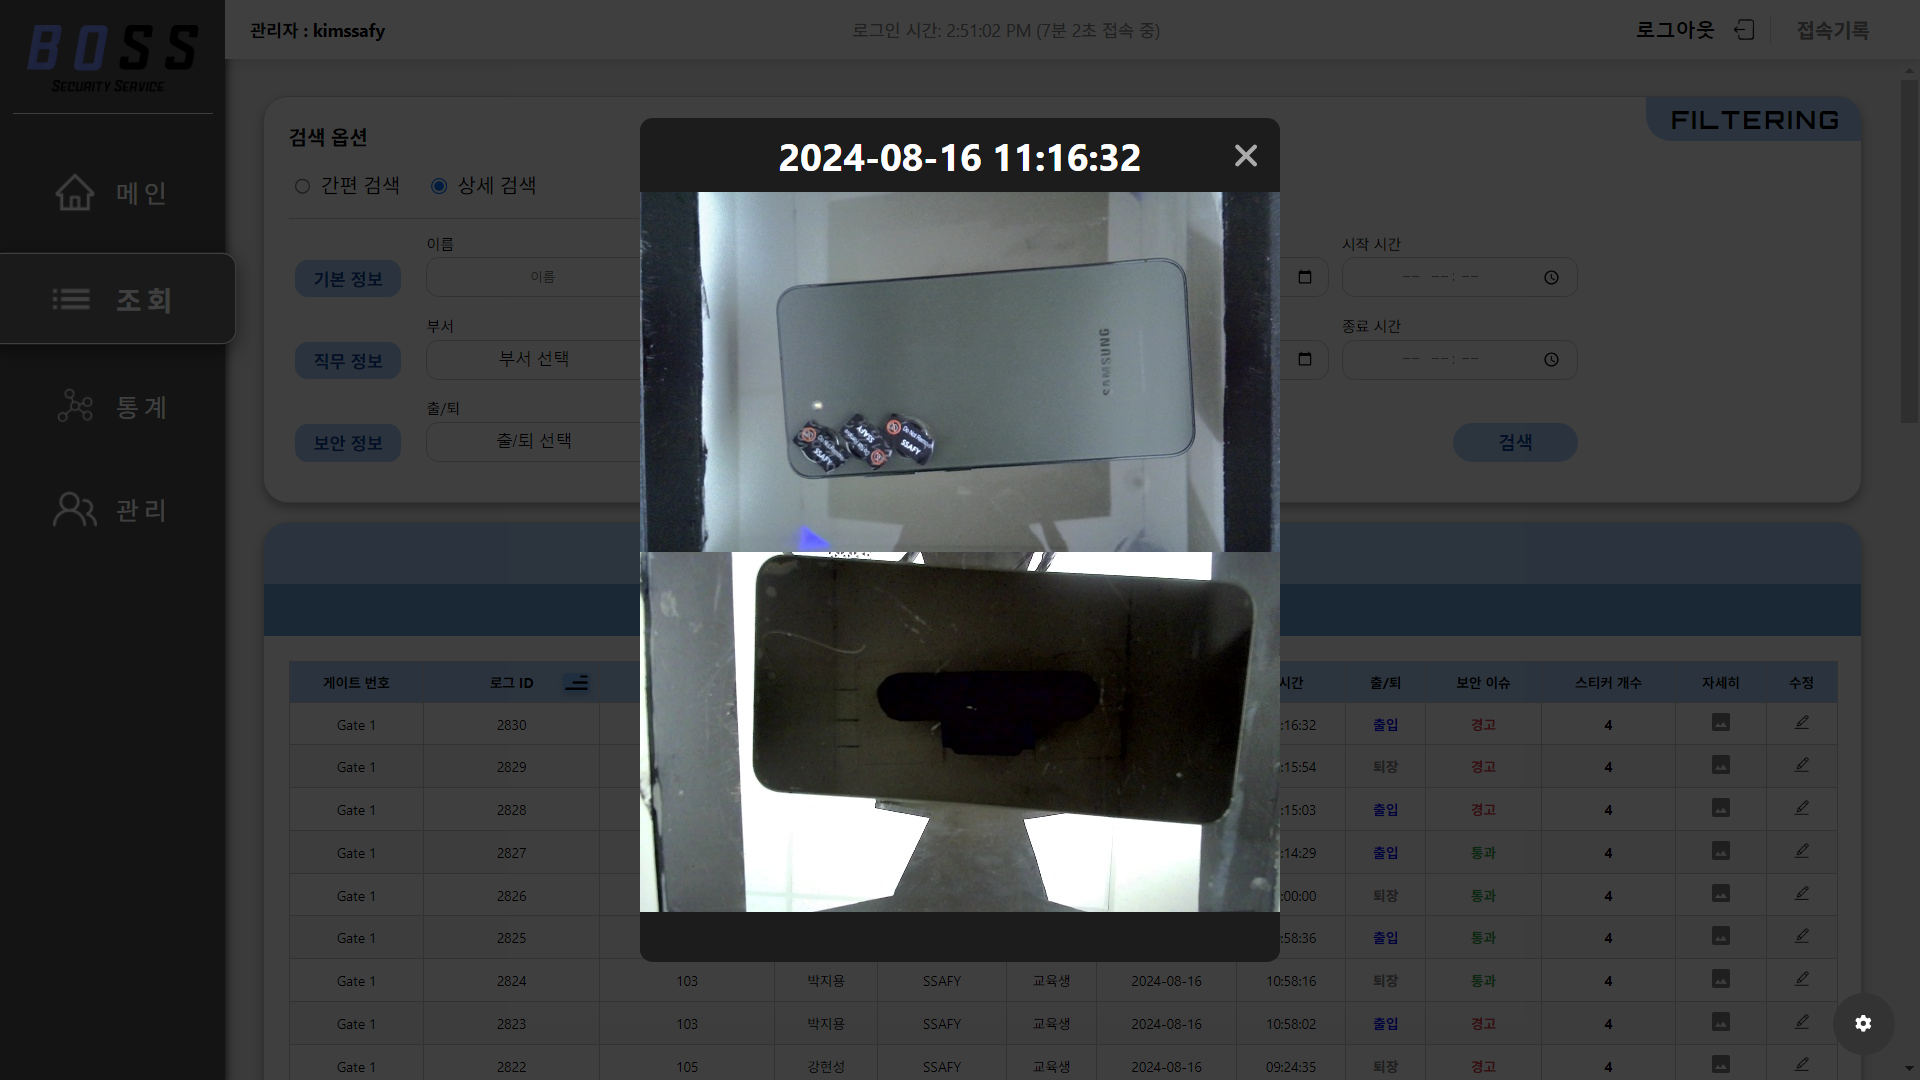 BOSS
SECURITY SERVICE
메인
조회
통계
관리
관리자 : kimssafy
로그인 시간: 2:51:02 PM (7분 2초 접속 중)
로그아웃
접속기록
FILTERING
검색 옵션
간편 검색
상세 검색
이름
시작 시간
기본 정보
이름
-- --:--
부서
종료 시간
직무 정보
부서 선택
-- --:--
출/퇴
보안 정보
출/퇴 선택
검색
2024-08-16 11:16:32
SAMSUNG
Do Not Remove
SSAFY
SSAFY
Do Not Remove
SSAFY
게이트 번호 로그 ID 시간 출/퇴 보안 이슈 스티커 개수 자세히 수정
Gate 1 2830 :16:32 출입 경고 4
Gate 1 2829 :15:54 퇴장 경고 4
Gate 1 2828 :15:03 출입 경고 4
Gate 1 2827 :14:29 출입 통과 4
Gate 1 2826 :00:00 퇴장 통과 4
Gate 1 2825 :58:36 출입 통과 4
Gate 1 2824 103 박지용 SSAFY 교육생 2024-08-16 10:58:16 퇴장 통과 4
Gate 1 2823 103 박지용 SSAFY 교육생 2024-08-16 10:58:02 출입 경고 4
Gate 1 2822 105 강현성 SSAFY 교육생 2024-08-16 09:24:35 퇴장 경고 4